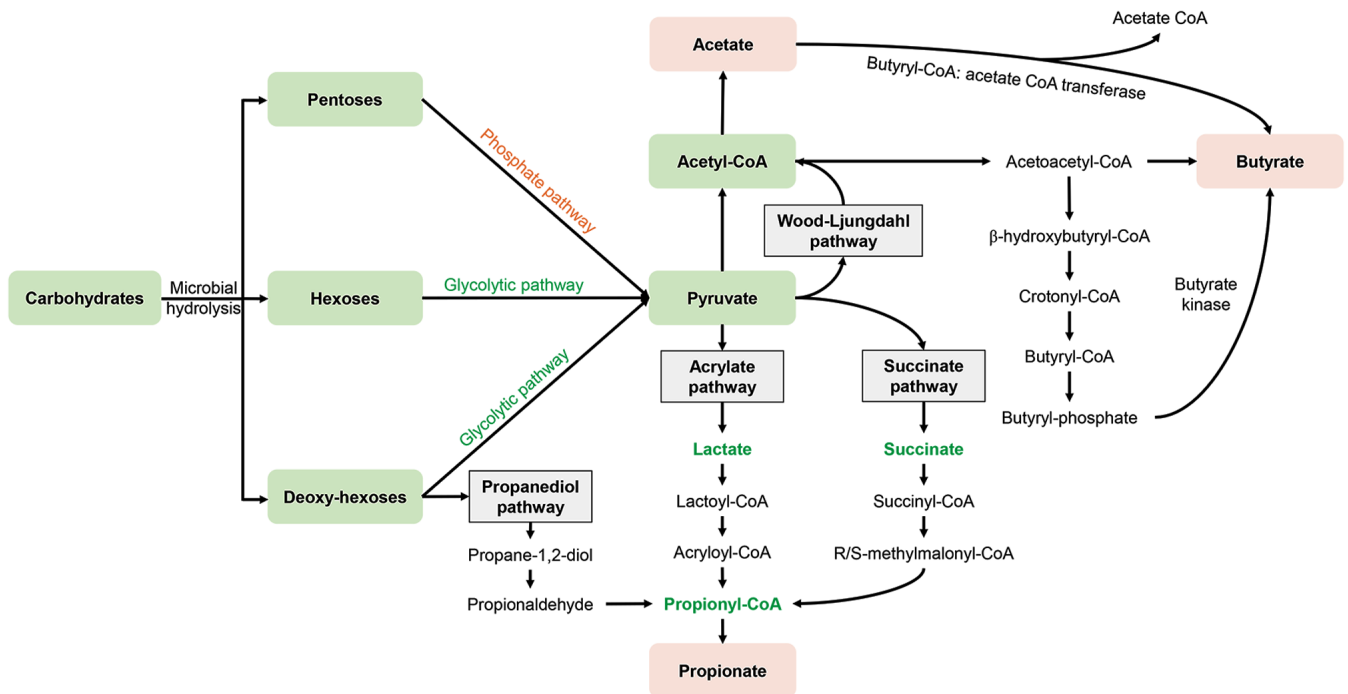 Acetate CoA
Acetate
Butyryl-CoA: acetate CoA transferase
Pentoses
Phosphate pathway
Acetyl-CoA
Acetoacetyl-CoA
Butyrate
Wood-Ljungdahl
pathway
β-hydroxybutyryl-CoA
Carbohydrates
Microbial
hydrolysis
Hexoses
Glycolytic pathway
Pyruvate
Crotonyl-CoA
Butyrate
kinase
Glycolytic pathway
Acrylate
pathway
Succinate
pathway
Butyryl-CoA
Butyryl-phosphate
Lactate
Succinate
Deoxy-hexoses
Propanediol
pathway
Lactoyl-CoA
Succinyl-CoA
Propane-1,2-diol
Acryloyl-CoA
R/S-methylmalonyl-CoA
Propionaldehyde
Propionyl-CoA
Propionate